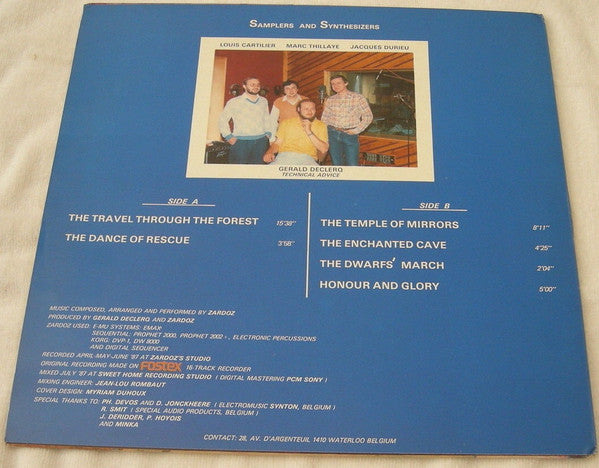 SAMPLERS AND SYNTHESIZERS
LOUIS CARTILIER MARC THILLAYE JACQUES DURIEU
GERALD DECLERQ
TECHNICAL ADVICE
SIDE A
THE TRAVEL THROUGH THE FOREST 15'38"
THE DANCE OF RESCUE 3'58"
SIDE B
THE TEMPLE OF MIRRORS 8'11"
THE ENCHANTED CAVE 4'25"
THE DWARFS' MARCH 2'04"
HONOUR AND GLORY 5'00"
MUSIC COMPOSED, ARRANGED AND PERFORMED BY ZARDOZ
PRODUCED BY GERALD DECLERQ AND ZARDOZ
ZARDOZ USED: E-MU SYSTEMS: EMAX
SEQUENTIAL: PROPHET 2000, PROPHET 2002+, ELECTRONIC PERCUSSIONS
KORG: DVP-1, DW 8000
AND DIGITAL SEQUENCER
RECORDED APRIL-MAY-JUNE '87 AT ZARDOZ'S STUDIO
ORIGINAL RECORDING MADE ON FOSTEX 16-TRACK RECORDER
MIXED JULY '87 AT SWEET HOME RECORDING STUDIO ( DIGITAL MASTERING PCM SONY )
MIXING ENGINEER: JEAN-LOU ROMBAUT
COVER DESIGN: MYRIAM DUHOUX
SPECIAL THANKS TO: PH. DEVOS AND D. JONCKHEERE ( ELECTROMUSIC SYNTON, BELGIUM )
R. SMIT ( SPECIAL AUDIO PRODUCTS, BELGIUM )
J. DERIDDER, P. HOYOIS
AND MINKA
CONTACT: 28, AV. D'ARGENTEUIL 1410 WATERLOO BELGIUM